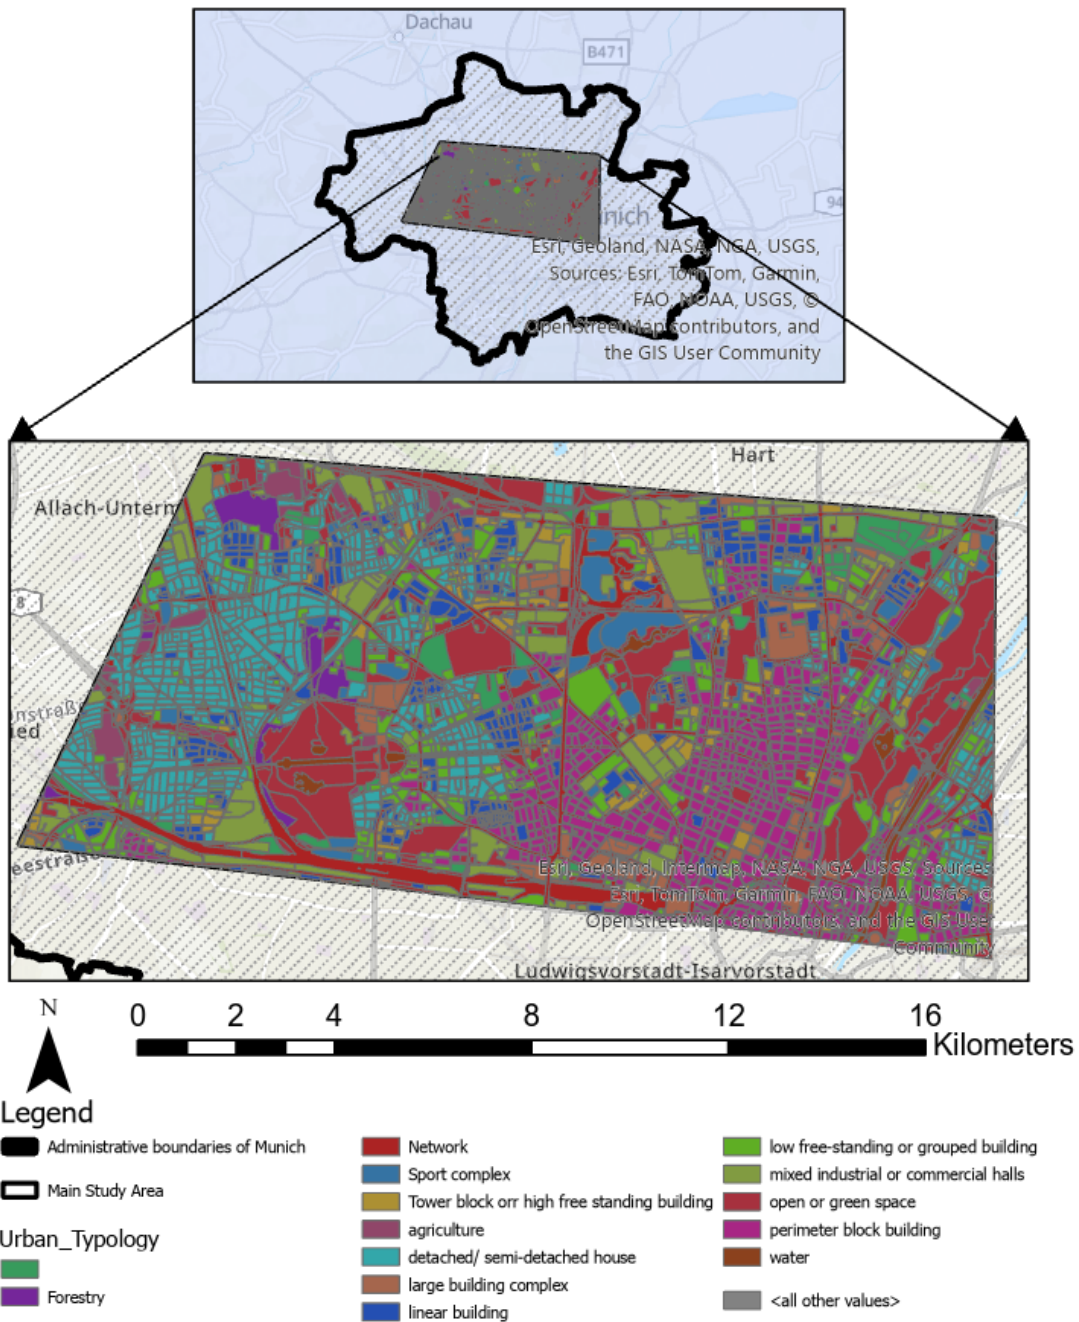 Dachau
B471
94
nich
Esri, Geoland, NASA, NGA, USGS,
Sources: Esri, TomTom, Garmin,
FAO, NOAA, USGS, ©
OpenStreetMap contributors, and
the GIS User Community
Hart
Allach-Unterm
8
nstraß
ied
eestraße
Esri, Geoland, Intermap, NASA, NGA, USGS, Sources:
Esri, TomTom, Garmin, FAO, NOAA, USGS, ©
OpenStreetMap contributors, and the GIS User
Community
Ludwigsvorstadt-Isarvorstadt
N
0 2 4 8 12 16
Kilometers
Legend
Administrative boundaries of Munich
Main Study Area
Urban_Typology
Forestry
Network
Sport complex
Tower block orr high free standing building
agriculture
detached/ semi-detached house
large building complex
linear building
low free-standing or grouped building
mixed industrial or commercial halls
open or green space
perimeter block building
water
<all other values>